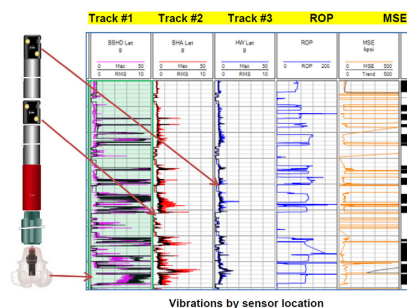 Track #1 Track #2 Track #3 ROP MSE
BBHD Lat BHA Lat HW Lat ROP MSE
g g g kpsi
0 Max 50 0 Max 50 0 Max 50 0 500
0 RMS 10 0 RMS 10 0 RMS 10 0 ROP 200 0 Trend 500
Vibrations by sensor location